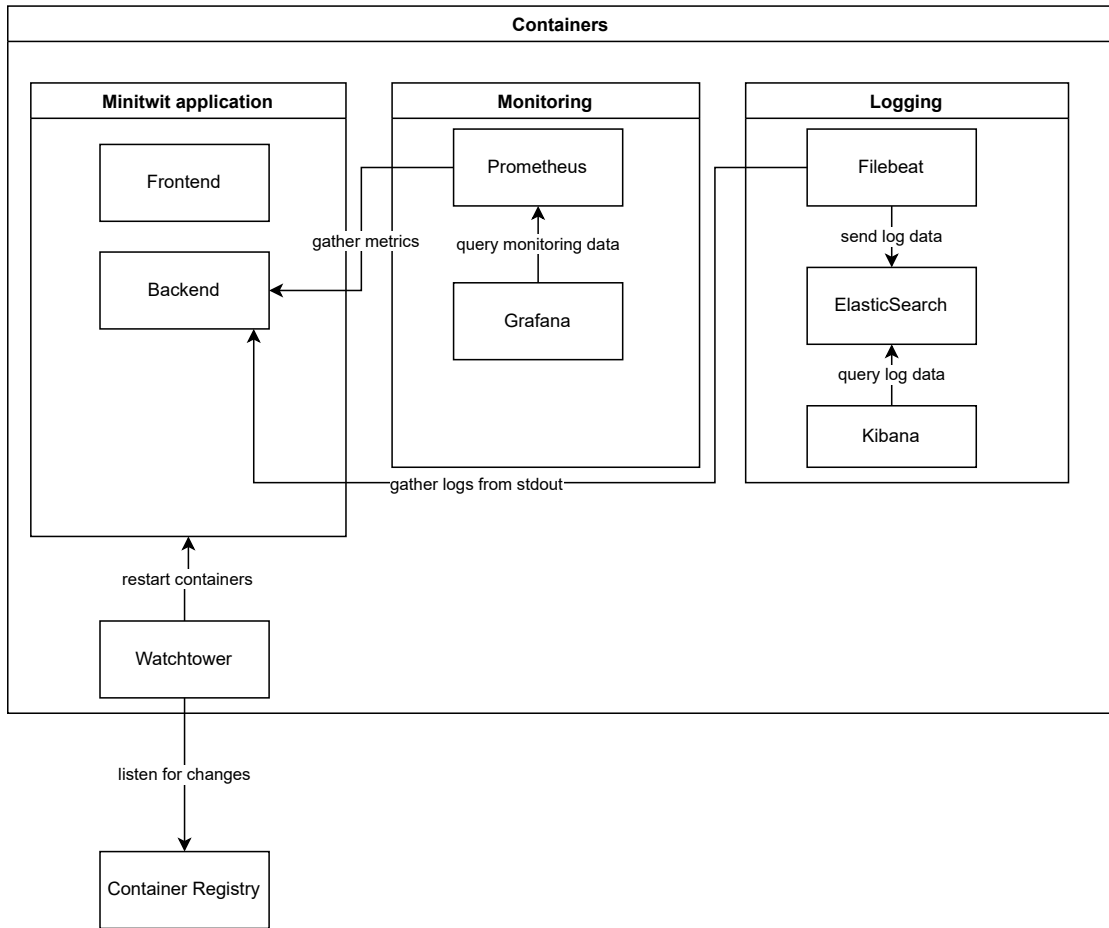 Containers
Minitwit application
Monitoring
Logging
Frontend
Prometheus
Filebeat
gather metrics
query monitoring data
send log data
Backend
Grafana
ElasticSearch
query log data
Kibana
gather logs from stdout
restart containers
Watchtower
listen for changes
Container Registry